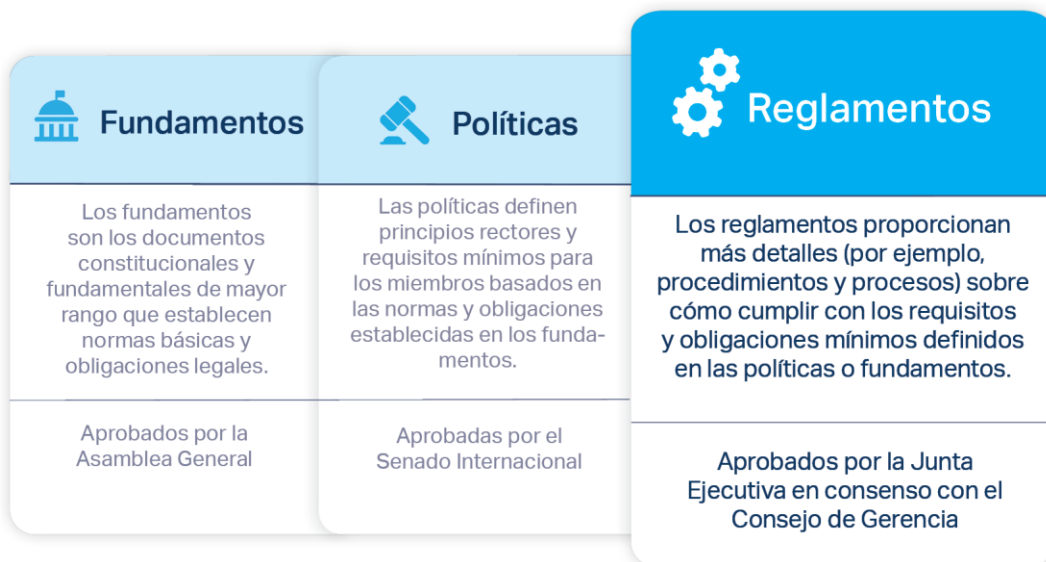 Fundamentos
Los fundamentos
son los documentos
constitucionales y
fundamentales de mayor
rango que establecen
normas básicas y
obligaciones legales.
Aprobados por la
Asamblea General
Políticas
Las políticas definen
principios rectores y
requisitos mínimos para
los miembros basados en
las normas y obligaciones
establecidas en los funda-
mentos.
Aprobadas por el
Senado Internacional
Reglamentos
Los reglamentos proporcionan
más detalles (por ejemplo,
procedimientos y procesos) sobre
cómo cumplir con los requisitos
y obligaciones mínimos definidos
en las políticas o fundamentos.
Aprobados por la Junta
Ejecutiva en consenso con el
Consejo de Gerencia